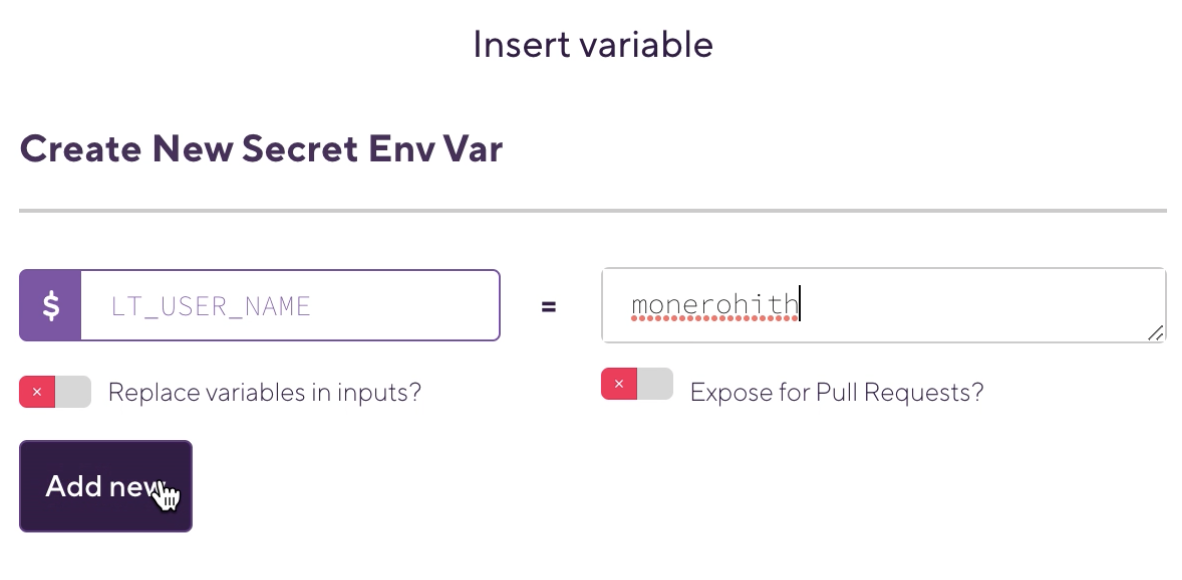 Insert variable
Create New Secret Env Var
$ LT_USER_NAME = monerohith
Replace variables in inputs? Expose for Pull Requests?
Add new